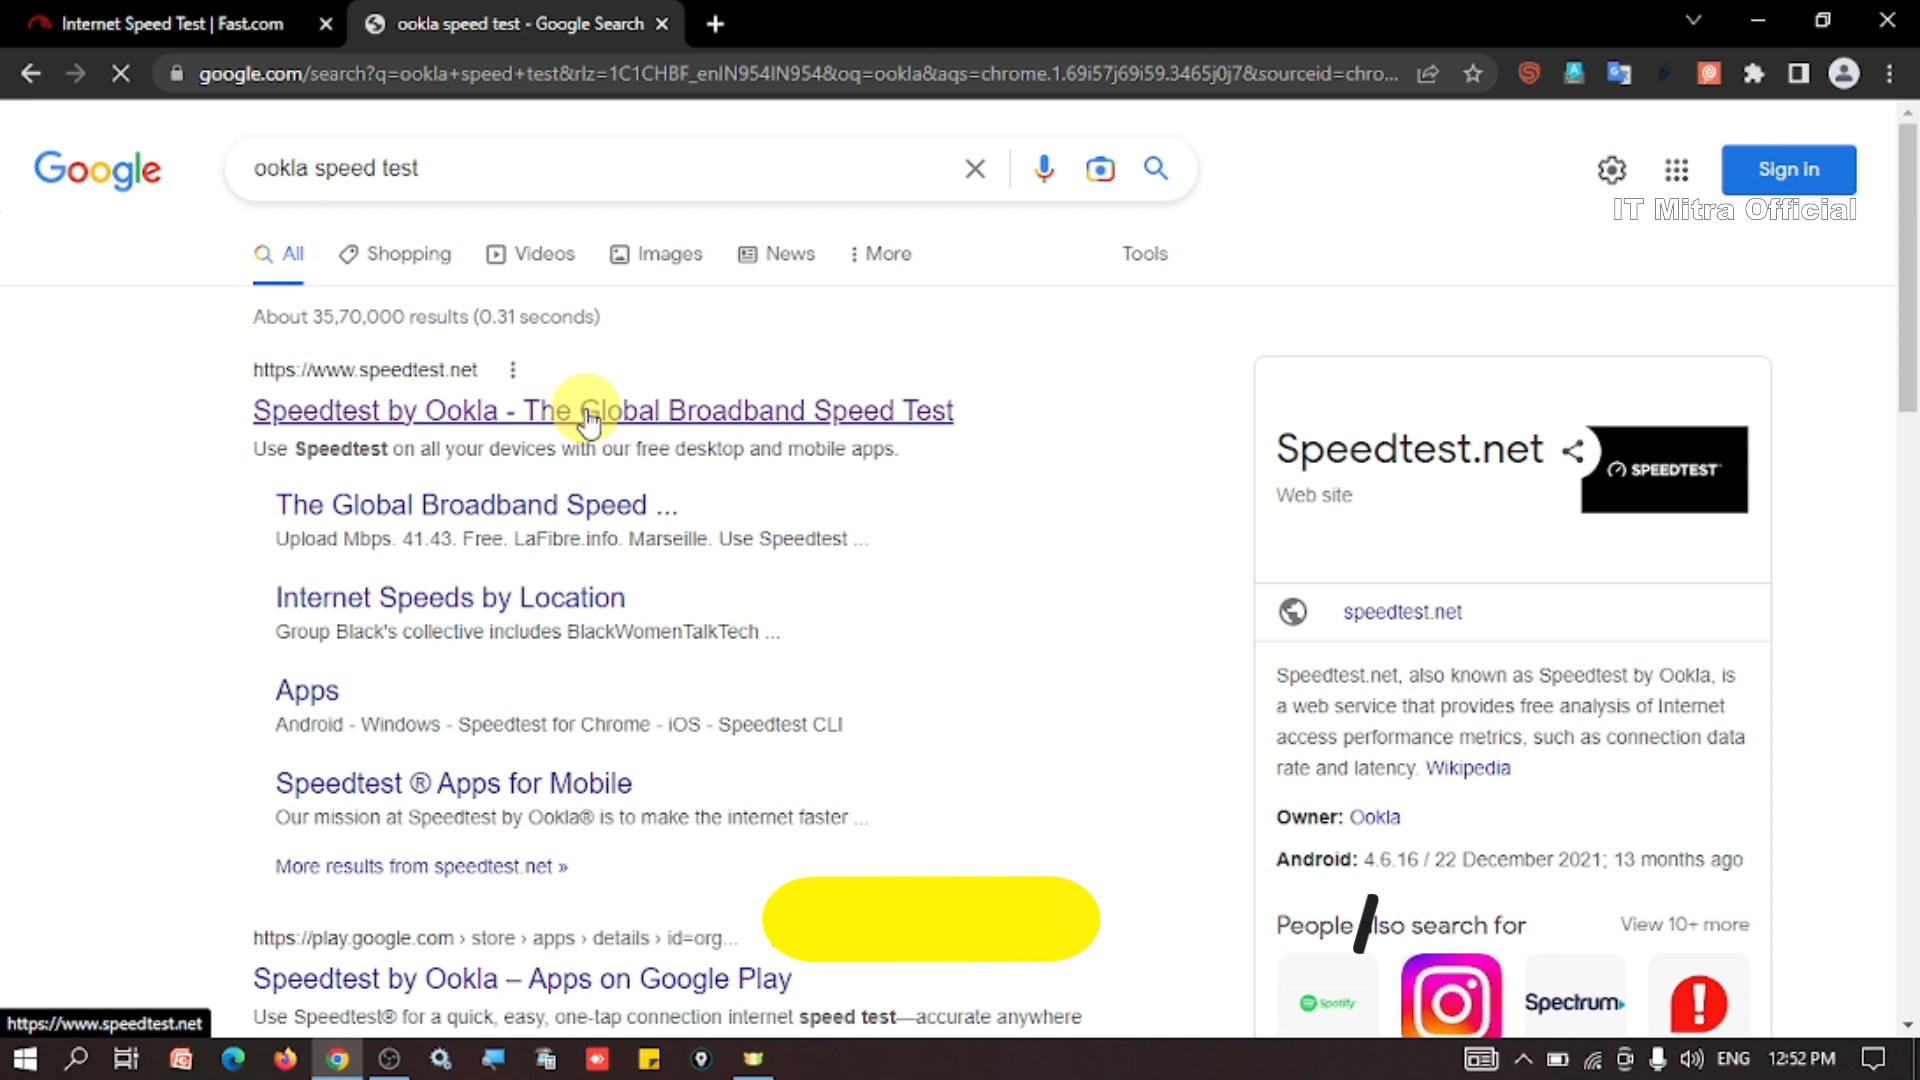 Internet Speed Test | Fast.com
ookla speed test - Google Search
google.com/search?q=ookla+speed+test&rlz=1C1CHBF_enIN954IN954&oq=ookla&aqs=chrome.1.69i57j69i59.3465j0j7&sourceid=chro...
Google
ookla speed test
Sign In
IT Mitra Official
All
Shopping
Videos
Images
News
More
Tools
About 35,70,000 results (0.31 seconds)
https://www.speedtest.net
Speedtest by Ookla - The Global Broadband Speed Test
Use Speedtest on all your devices with our free desktop and mobile apps.
The Global Broadband Speed ...
Upload Mbps. 41.43. Free. LaFibre.info. Marseille. Use Speedtest ...
Internet Speeds by Location
Group Black's collective includes BlackWomenTalkTech ...
Apps
Android - Windows - Speedtest for Chrome - iOS - Speedtest CLI
Speedtest ® Apps for Mobile
Our mission at Speedtest by Ookla® is to make the internet faster ...
More results from speedtest.net »
https://play.google.com › store › apps › details › id=org...
Speedtest by Ookla – Apps on Google Play
Use Speedtest® for a quick, easy, one-tap connection internet speed test—accurate anywhere
https://www.speedtest.net
Speedtest.net
SPEEDTEST
Web site
speedtest.net
Speedtest.net, also known as Speedtest by Ookla, is
a web service that provides free analysis of Internet
access performance metrics, such as connection data
rate and latency. Wikipedia
Owner: Ookla
Android: 4.6.16 / 22 December 2021; 13 months ago
People also search for
View 10+ more
Spotify
Spectrum
ENG
12:52 PM